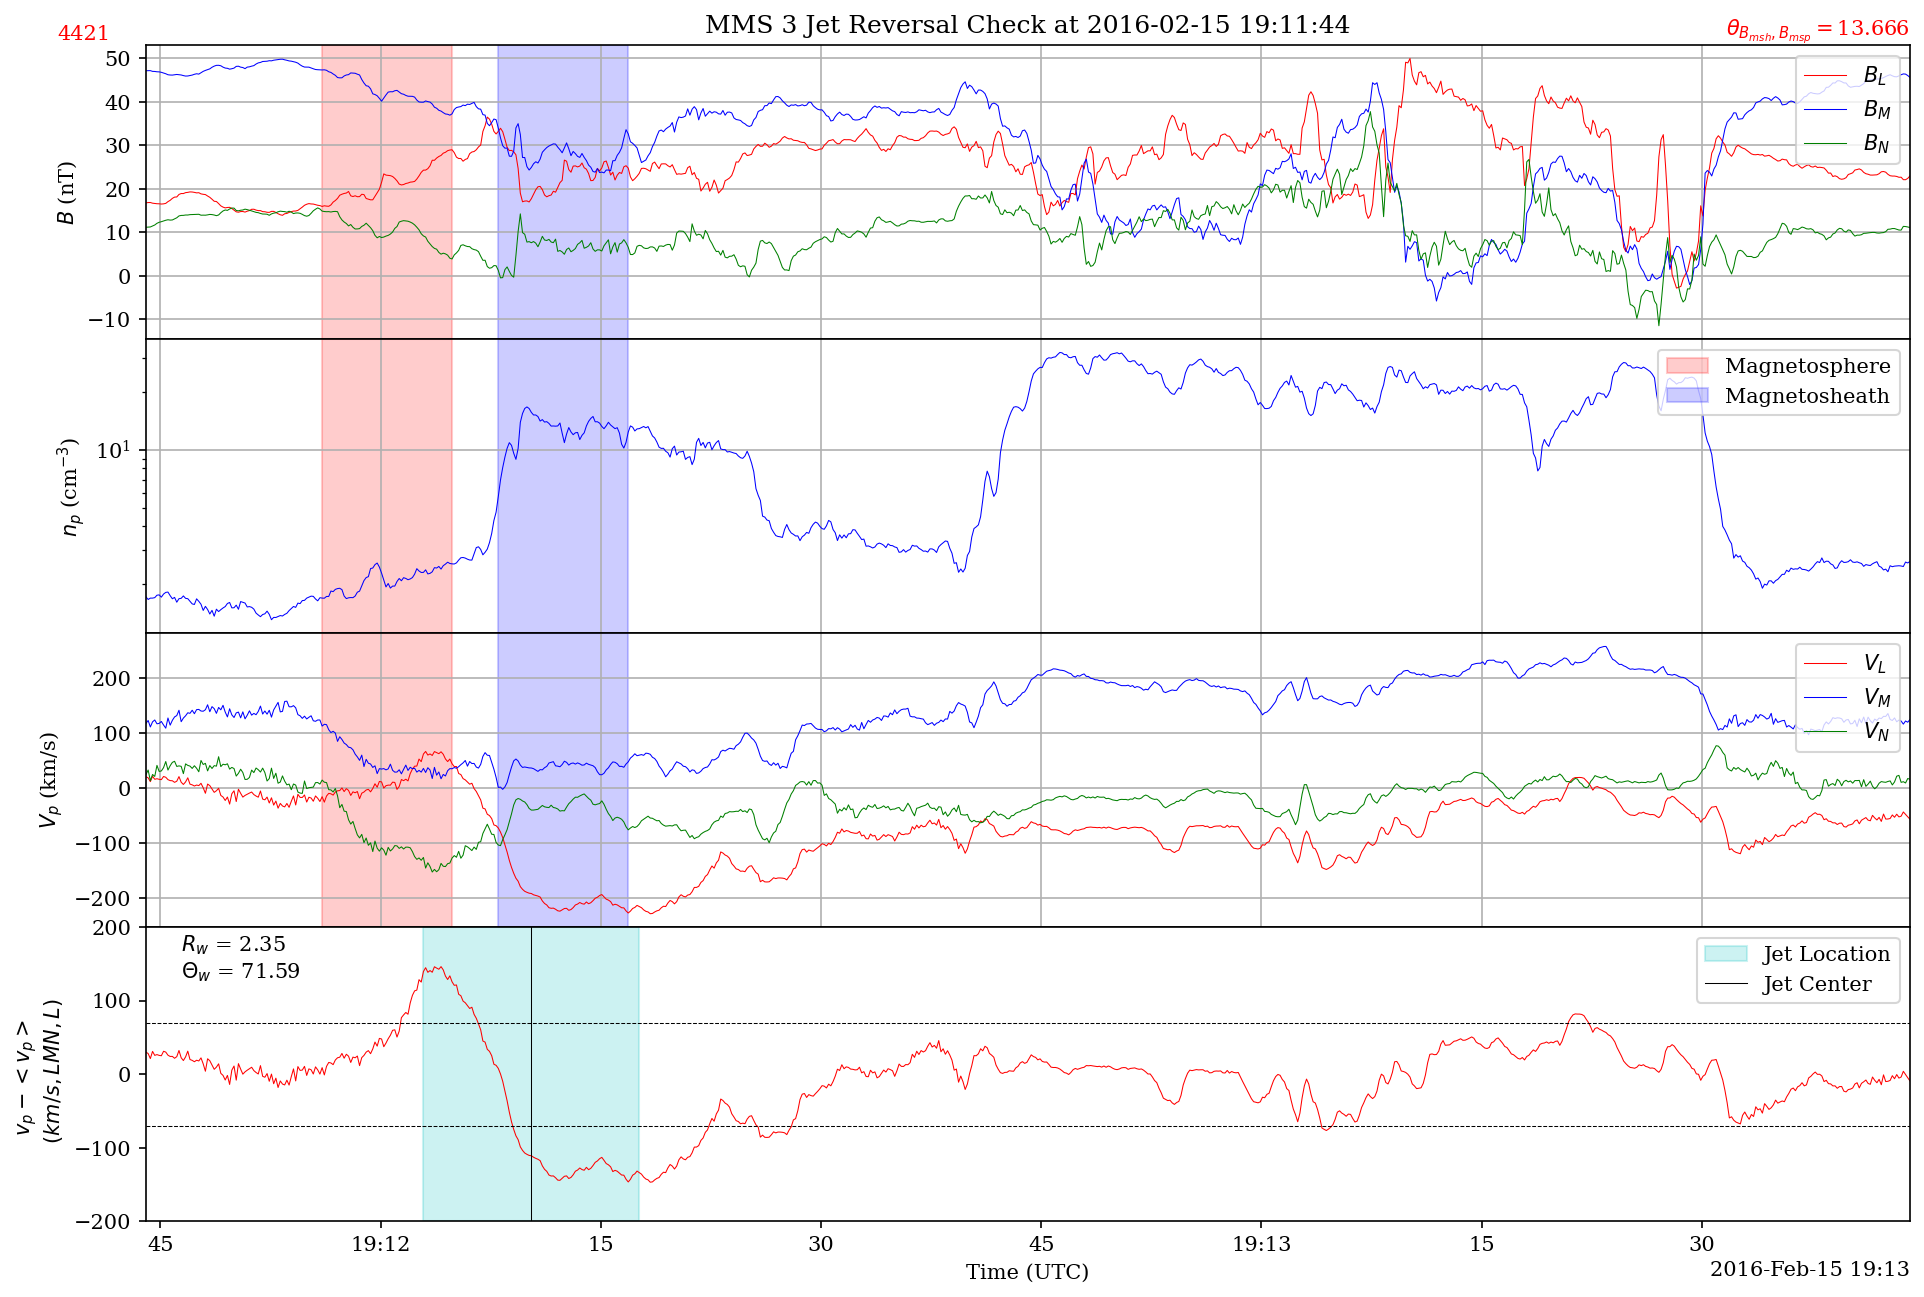 MMS 3 Jet Reversal Check at 2016-02-15 19:11:44
4421
θ_{B_{msh}, B_{msp}} = 13.666
50
40
30
20
10
0
−10
B (nT)
B_L
B_M
B_N
10^1
n_p (cm^{−3})
Magnetosphere
Magnetosheath
200
100
0
−100
−200
V_p (km/s)
V_L
V_M
V_N
200
100
0
−100
−200
v_p − < v_p >
(km/s, LMN, L)
R_w = 2.35
Θ_w = 71.59
Jet Location
Jet Center
45 19:12 15 30 45 19:13 15 30
Time (UTC)
2016-Feb-15 19:13